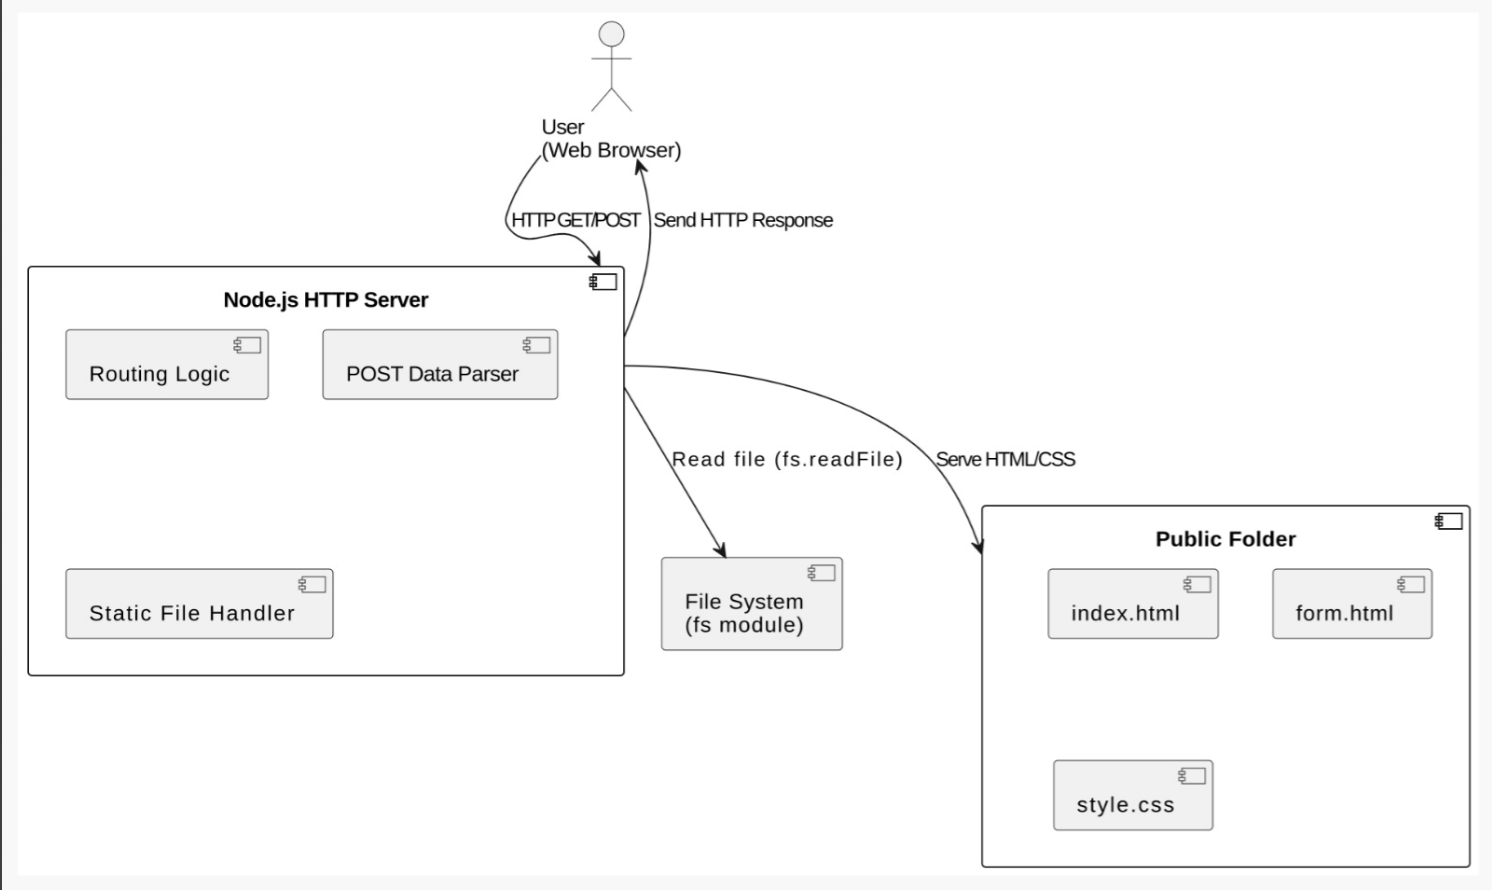 User
(Web Browser)
HTTP GET/POST
Send HTTP Response
Node.js HTTP Server
Routing Logic
POST Data Parser
Read file (fs.readFile)
Serve HTML/CSS
Public Folder
Static File Handler
File System
(fs module)
index.html
form.html
style.css